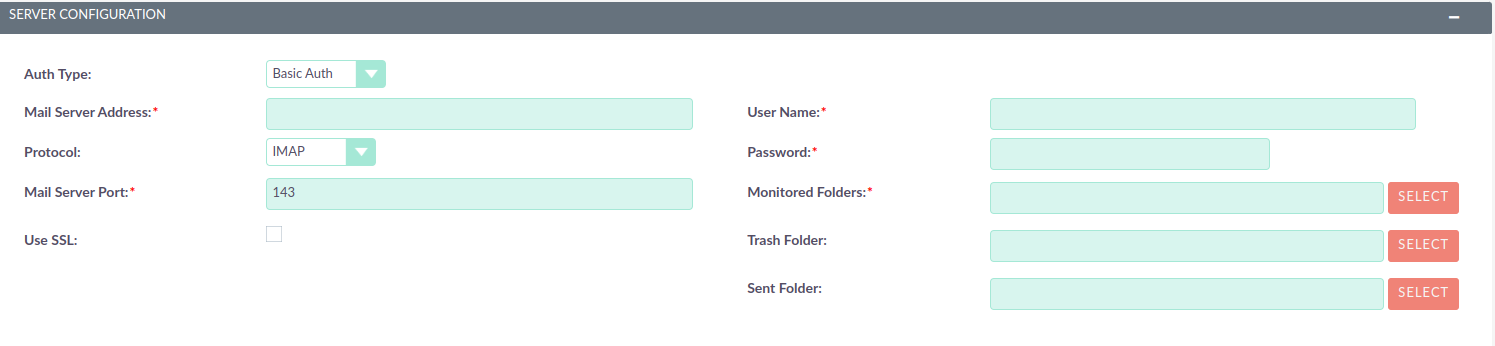 SERVER CONFIGURATION
Auth Type:
Basic Auth
Mail Server Address:*
User Name:*
Protocol:
IMAP
Password:*
Mail Server Port:*
143
Monitored Folders:*
SELECT
Use SSL:
Trash Folder:
SELECT
Sent Folder:
SELECT